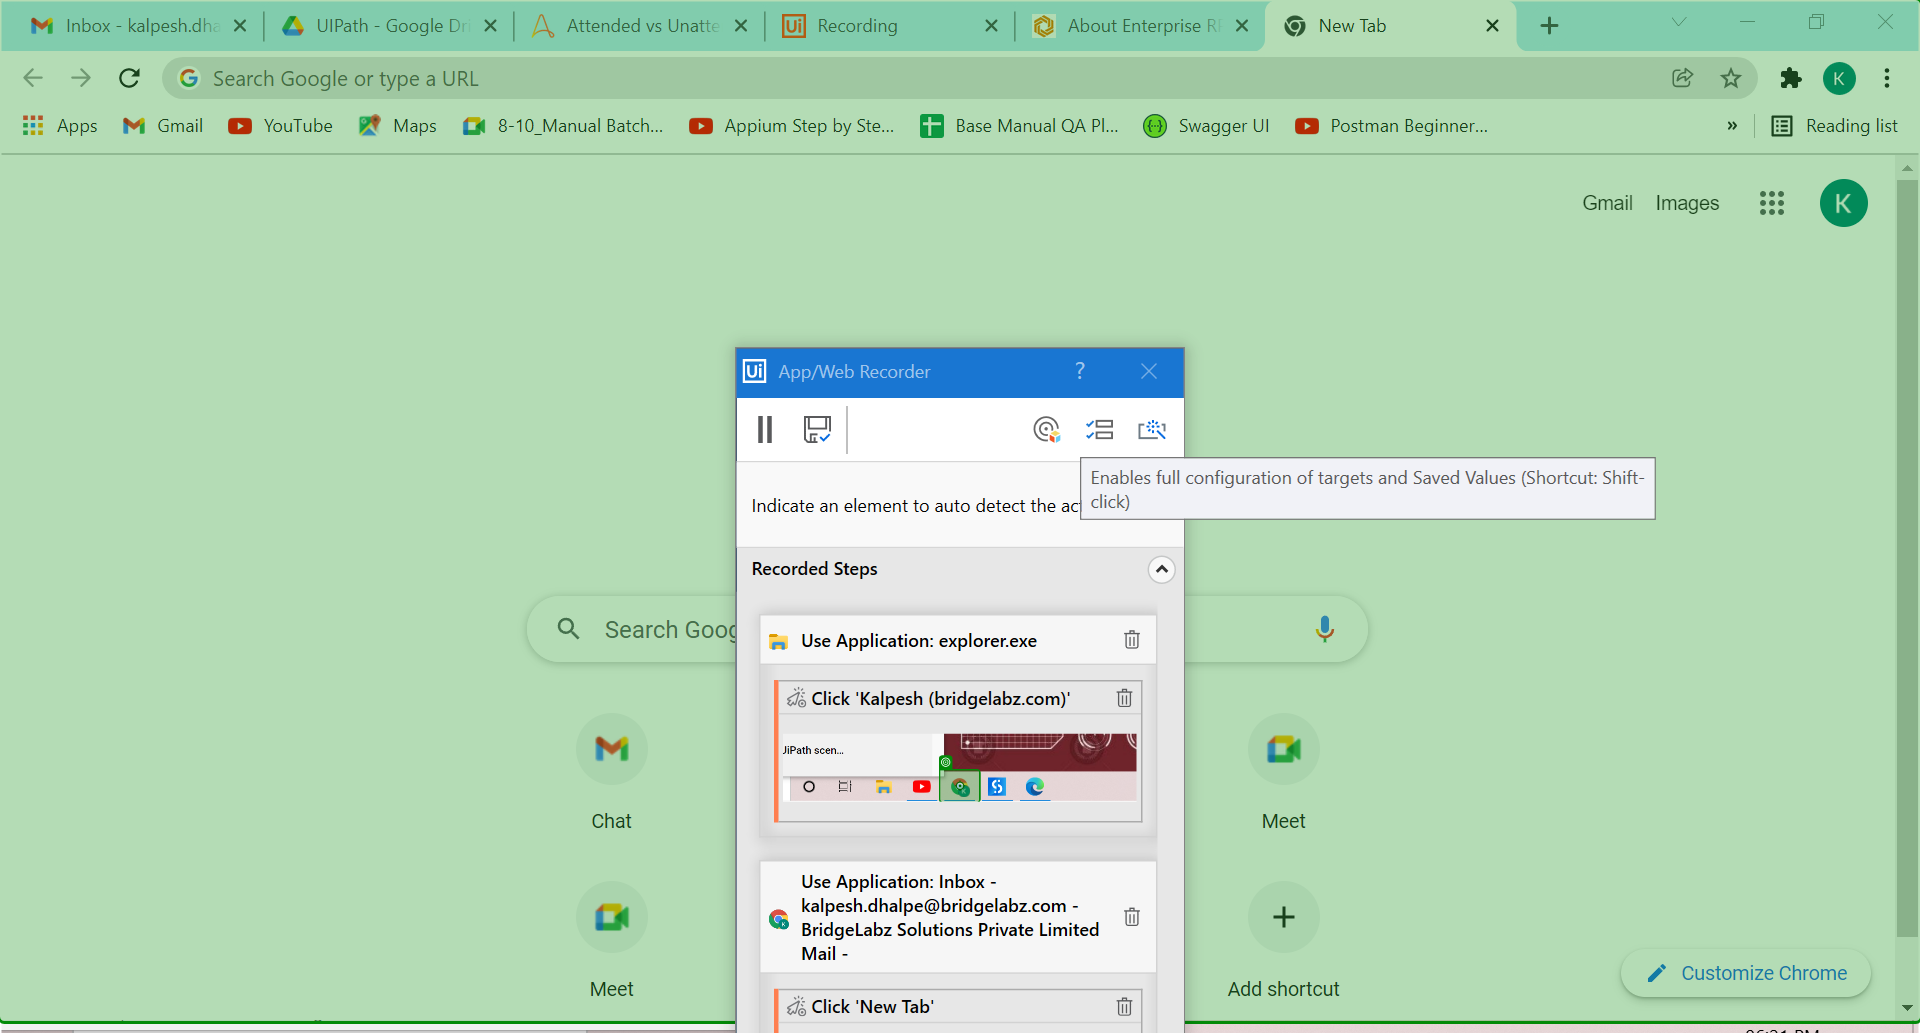 Inbox - kalpesh.dha
UIPath - Google Dri
Attended vs Unatte
Ui
Recording
About Enterprise R
New Tab
Search Google or type a URL
K
Apps
Gmail
YouTube
Maps
8-10_Manual Batch...
Appium Step by Ste...
Base Manual QA Pl...
Swagger UI
Postman Beginner...
»
Reading list
Gmail
Images
K
Ui
App/Web Recorder
?
Enables full configuration of targets and Saved Values (Shortcut: Shift-
click)
Indicate an element to auto detect the ac
Recorded Steps
Search Goog
Use Application: explorer.exe
Click 'Kalpesh (bridgelabz.com)'
UiPath scen...
Chat
Meet
Use Application: Inbox -
kalpesh.dhalpe@bridgelabz.com -
BridgeLabz Solutions Private Limited
Mail -
Meet
Add shortcut
Customize Chrome
Click 'New Tab'